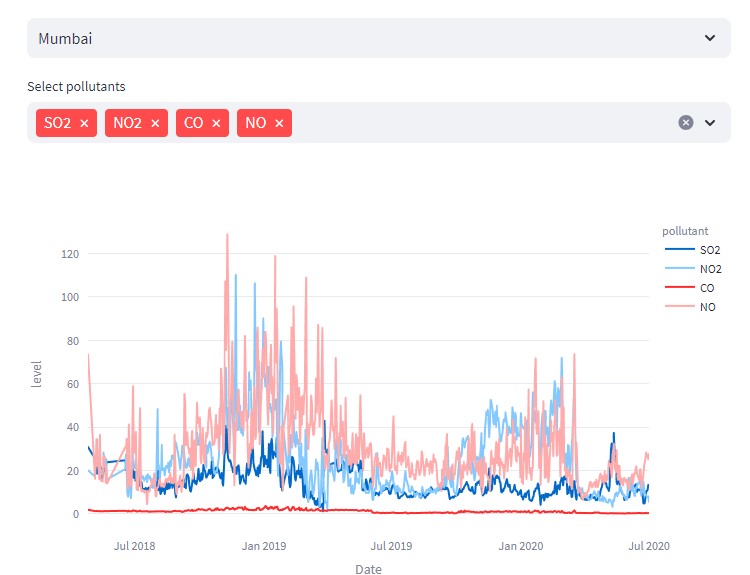 Mumbai
Select pollutants
SO2 × NO2 × CO × NO ×
pollutant
SO2
NO2
CO
NO
120
100
80
60
40
20
0
level
Jul 2018 Jan 2019 Jul 2019 Jan 2020 Jul 2020
Date